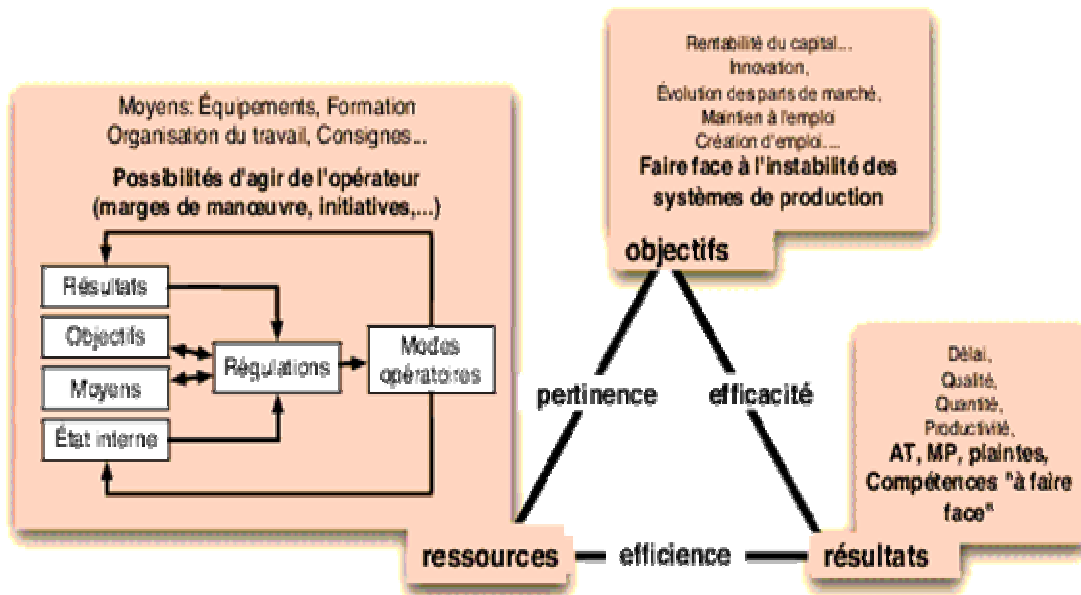 Moyens: Équipements, Formation
Organisation du travail, Consignes...
Possibilités d'agir de l'opérateur
(marges de manœuvre, initiatives,...)
Résultats
Objectifs
Moyens
État interne
Régulations
Modes
opératoires
ressources
Rentabilité du capital...
Innovation,
Évolution des parts de marché,
Maintien à l'emploi
Création d'emploi....
Faire face à l'instabilité des
systèmes de production
objectifs
pertinence
efficacité
efficience
Délai,
Qualité,
Quantité,
Productivité,
AT, MP, plaintes,
Compétences "à faire
face"
résultats